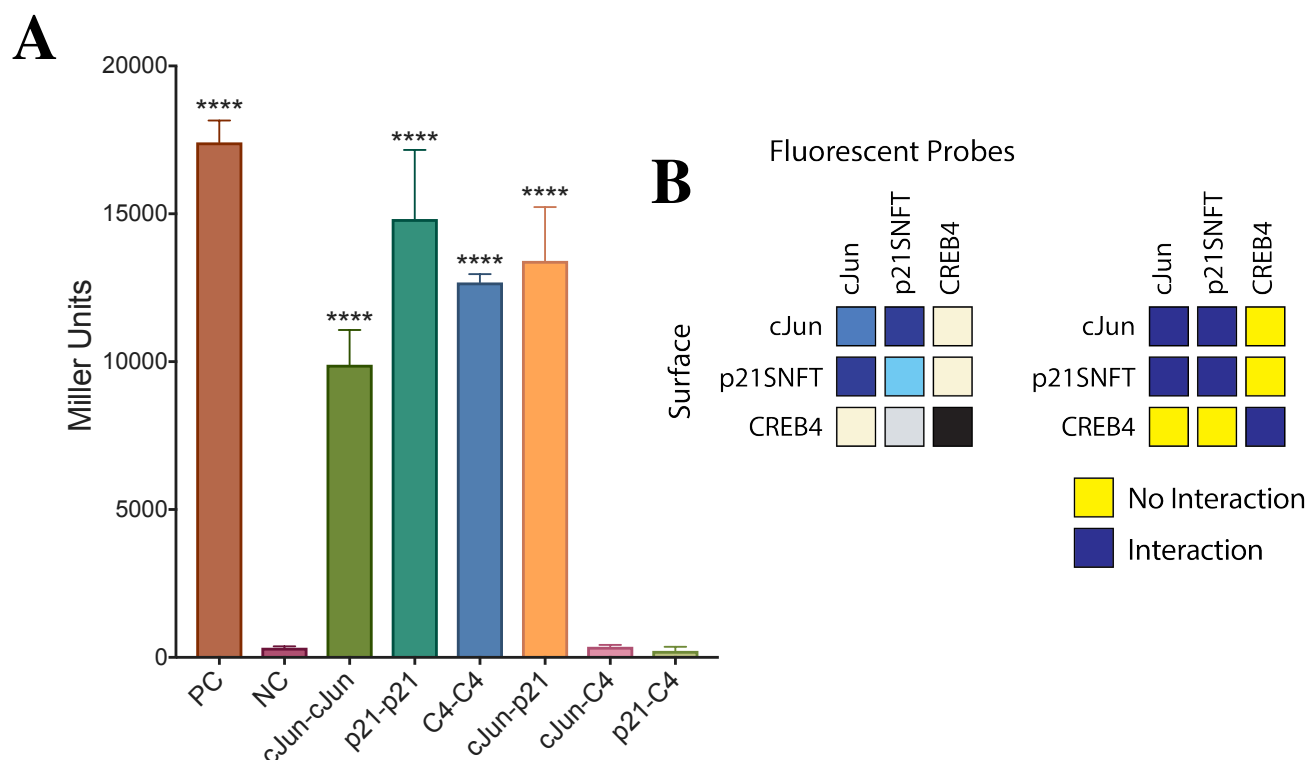 A
20000
15000
10000
5000
0
Miller Units
****
****
****
****
****
PC
NC
cJun-cJun
p21-p21
C4-C4
cJun-p21
cJun-C4
p21-C4
B
Fluorescent Probes
cJun
p21SNFT
CREB4
Surface
cJun
p21SNFT
CREB4
cJun
p21SNFT
CREB4
cJun
p21SNFT
CREB4
No Interaction
Interaction